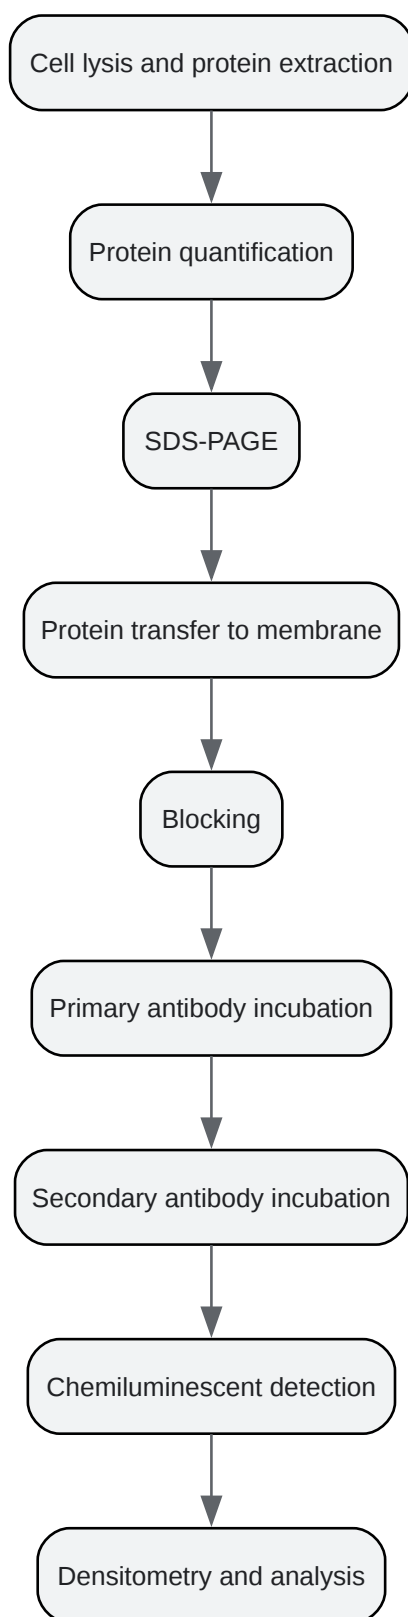 Cell lysis and protein extraction
Protein quantification
SDS-PAGE
Protein transfer to membrane
Blocking
Primary antibody incubation
Secondary antibody incubation
Chemiluminescent detection
Densitometry and analysis